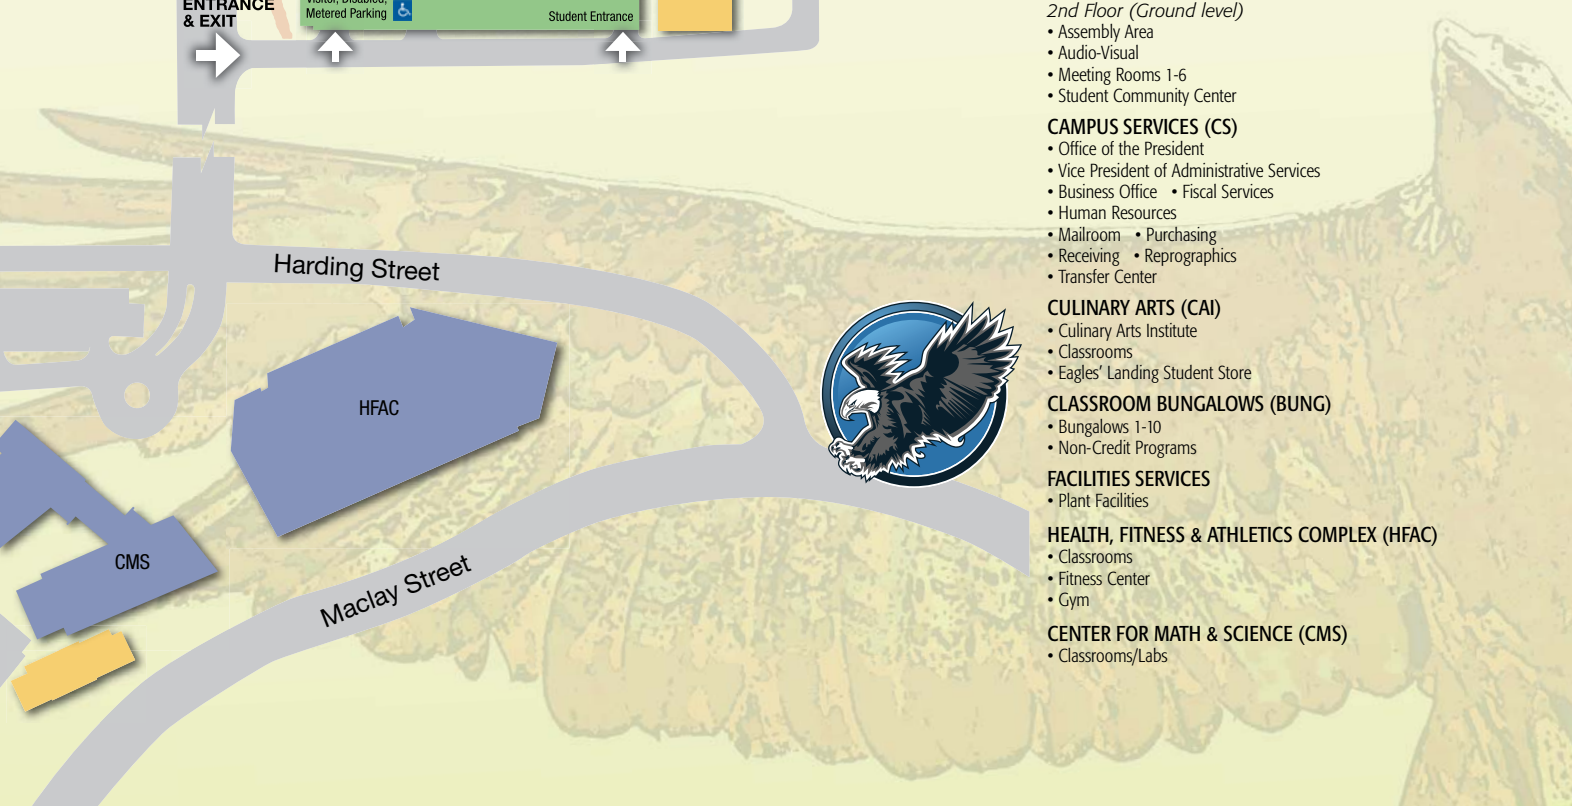 ENTRANCE
& EXIT
Visitor, Disabled,
Metered Parking
Student Entrance
Harding Street
HFAC
CMS
Maclay Street
2nd Floor (Ground level)
• Assembly Area
• Audio-Visual
• Meeting Rooms 1-6
• Student Community Center
CAMPUS SERVICES (CS)
• Office of the President
• Vice President of Administrative Services
• Business Office • Fiscal Services
• Human Resources
• Mailroom • Purchasing
• Receiving • Reprographics
• Transfer Center
CULINARY ARTS (CAI)
• Culinary Arts Institute
• Classrooms
• Eagles' Landing Student Store
CLASSROOM BUNGALOWS (BUNG)
• Bungalows 1-10
• Non-Credit Programs
FACILITIES SERVICES
• Plant Facilities
HEALTH, FITNESS & ATHLETICS COMPLEX (HFAC)
• Classrooms
• Fitness Center
• Gym
CENTER FOR MATH & SCIENCE (CMS)
• Classrooms/Labs